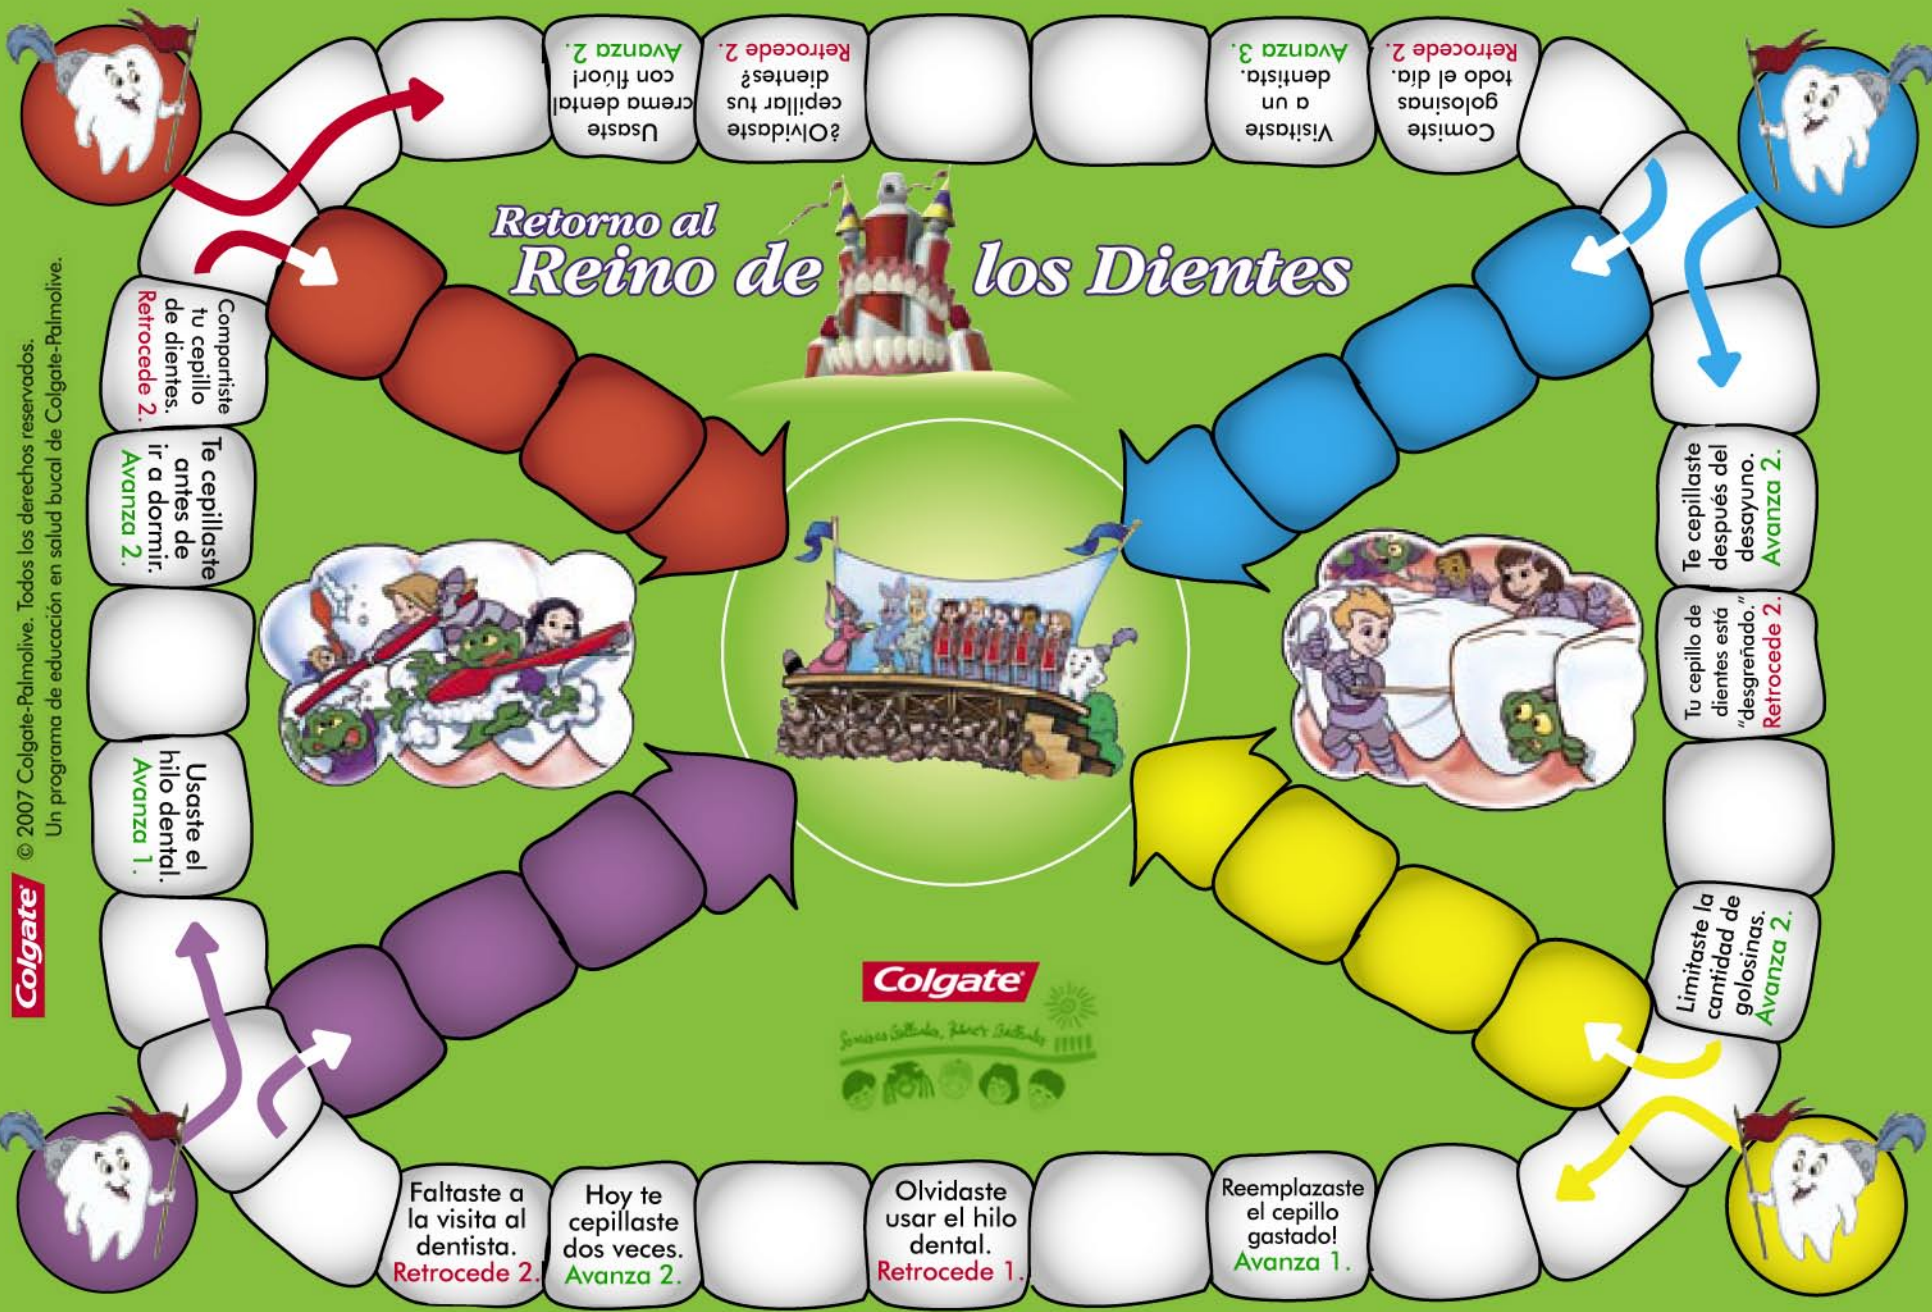 Usaste
crema dental
con flúor!
Avanza 2.
¿Olvidaste
cepillar tus
dientes?
Retrocede 2.
Visitaste
a un
dentista.
Avanza 3.
Comiste
golosinas
todo el día.
Retrocede 2.
Retorno al
Reino de los Dientes
Compartiste
tu cepillo
de dientes.
Retrocede 2.
Te cepillaste
antes de
ir a dormir.
Avanza 2.
Usaste el
hilo dental.
Avanza 1.
Te cepillaste
después del
desayuno.
Avanza 2.
Tu cepillo de
dientes está
"desgreñado."
Retrocede 2.
Limitaste la
cantidad de
golosinas.
Avanza 2.
Faltaste a
la visita al
dentista.
Retrocede 2.
Hoy te
cepillaste
dos veces.
Avanza 2.
Olvidaste
usar el hilo
dental.
Retrocede 1.
Reemplazaste
el cepillo
gastado!
Avanza 1.
Colgate
Colgate
© 2007 Colgate-Palmolive. Todos los derechos reservados.
Un programa de educación en salud bucal de Colgate-Palmolive.